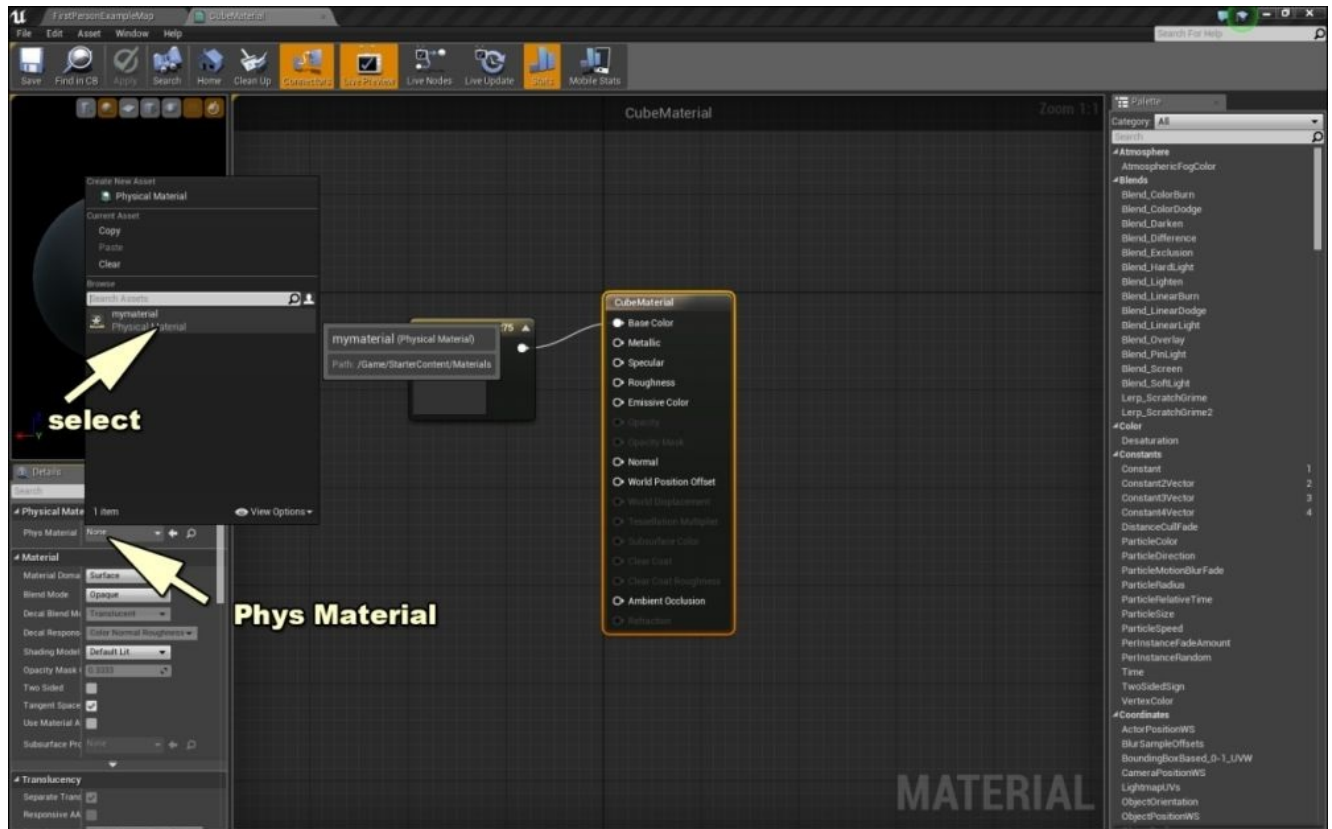 FirstPersonExampleMap
CubeMaterial
File Edit Asset Window Help
Search For Help
Save Find in CB Apply Search Home Clean Up Connectors Live Preview Live Nodes Live Update Stats Mobile Stats
CubeMaterial
Zoom 1:1
Create New Asset
Physical Material
Current Asset
Copy
Paste
Clear
Browse
Search Assets
mymaterial
Physical Material
mymaterial (Physical Material)
Path: /Game/StarterContent/Materials
select
1 item
View Options
Details
Search
Physical Mate
Phys Material None
Phys Material
Material
Material Doma Surface
Blend Mode Opaque
Decal Blend Mo Translucent
Decal Respons Color Normal Roughness
Shading Model Default Lit
Opacity Mask 0.3333
Two Sided
Tangent Space
Use Material A
Subsurface Pro None
Translucency
Separate Trans
Responsive AA
CubeMaterial
Base Color
Metallic
Specular
Roughness
Emissive Color
Opacity
Opacity Mask
Normal
World Position Offset
World Displacement
Tessellation Multiplier
Subsurface Color
Clear Coat
Clear Coat Roughness
Ambient Occlusion
Refraction
MATERIAL
Palette
Category: All
Search
Atmosphere
AtmosphericFogColor
Blends
Blend_ColorBurn
Blend_ColorDodge
Blend_Darken
Blend_Difference
Blend_Exclusion
Blend_HardLight
Blend_Lighten
Blend_LinearBurn
Blend_LinearDodge
Blend_LinearLight
Blend_Overlay
Blend_PinLight
Blend_Screen
Blend_SoftLight
Lerp_ScratchGrime
Lerp_ScratchGrime2
Color
Desaturation
Constants
Constant 1
Constant2Vector 2
Constant3Vector 3
Constant4Vector 4
DistanceCullFade
ParticleColor
ParticleDirection
ParticleMotionBlurFade
ParticleRadius
ParticleRelativeTime
ParticleSize
ParticleSpeed
PerInstanceFadeAmount
PerInstanceRandom
Time
TwoSidedSign
VertexColor
Coordinates
ActorPositionWS
BlurSampleOffsets
BoundingBoxBased_0-1_UVW
CameraPositionWS
LightmapUVs
ObjectOrientation
ObjectPositionWS